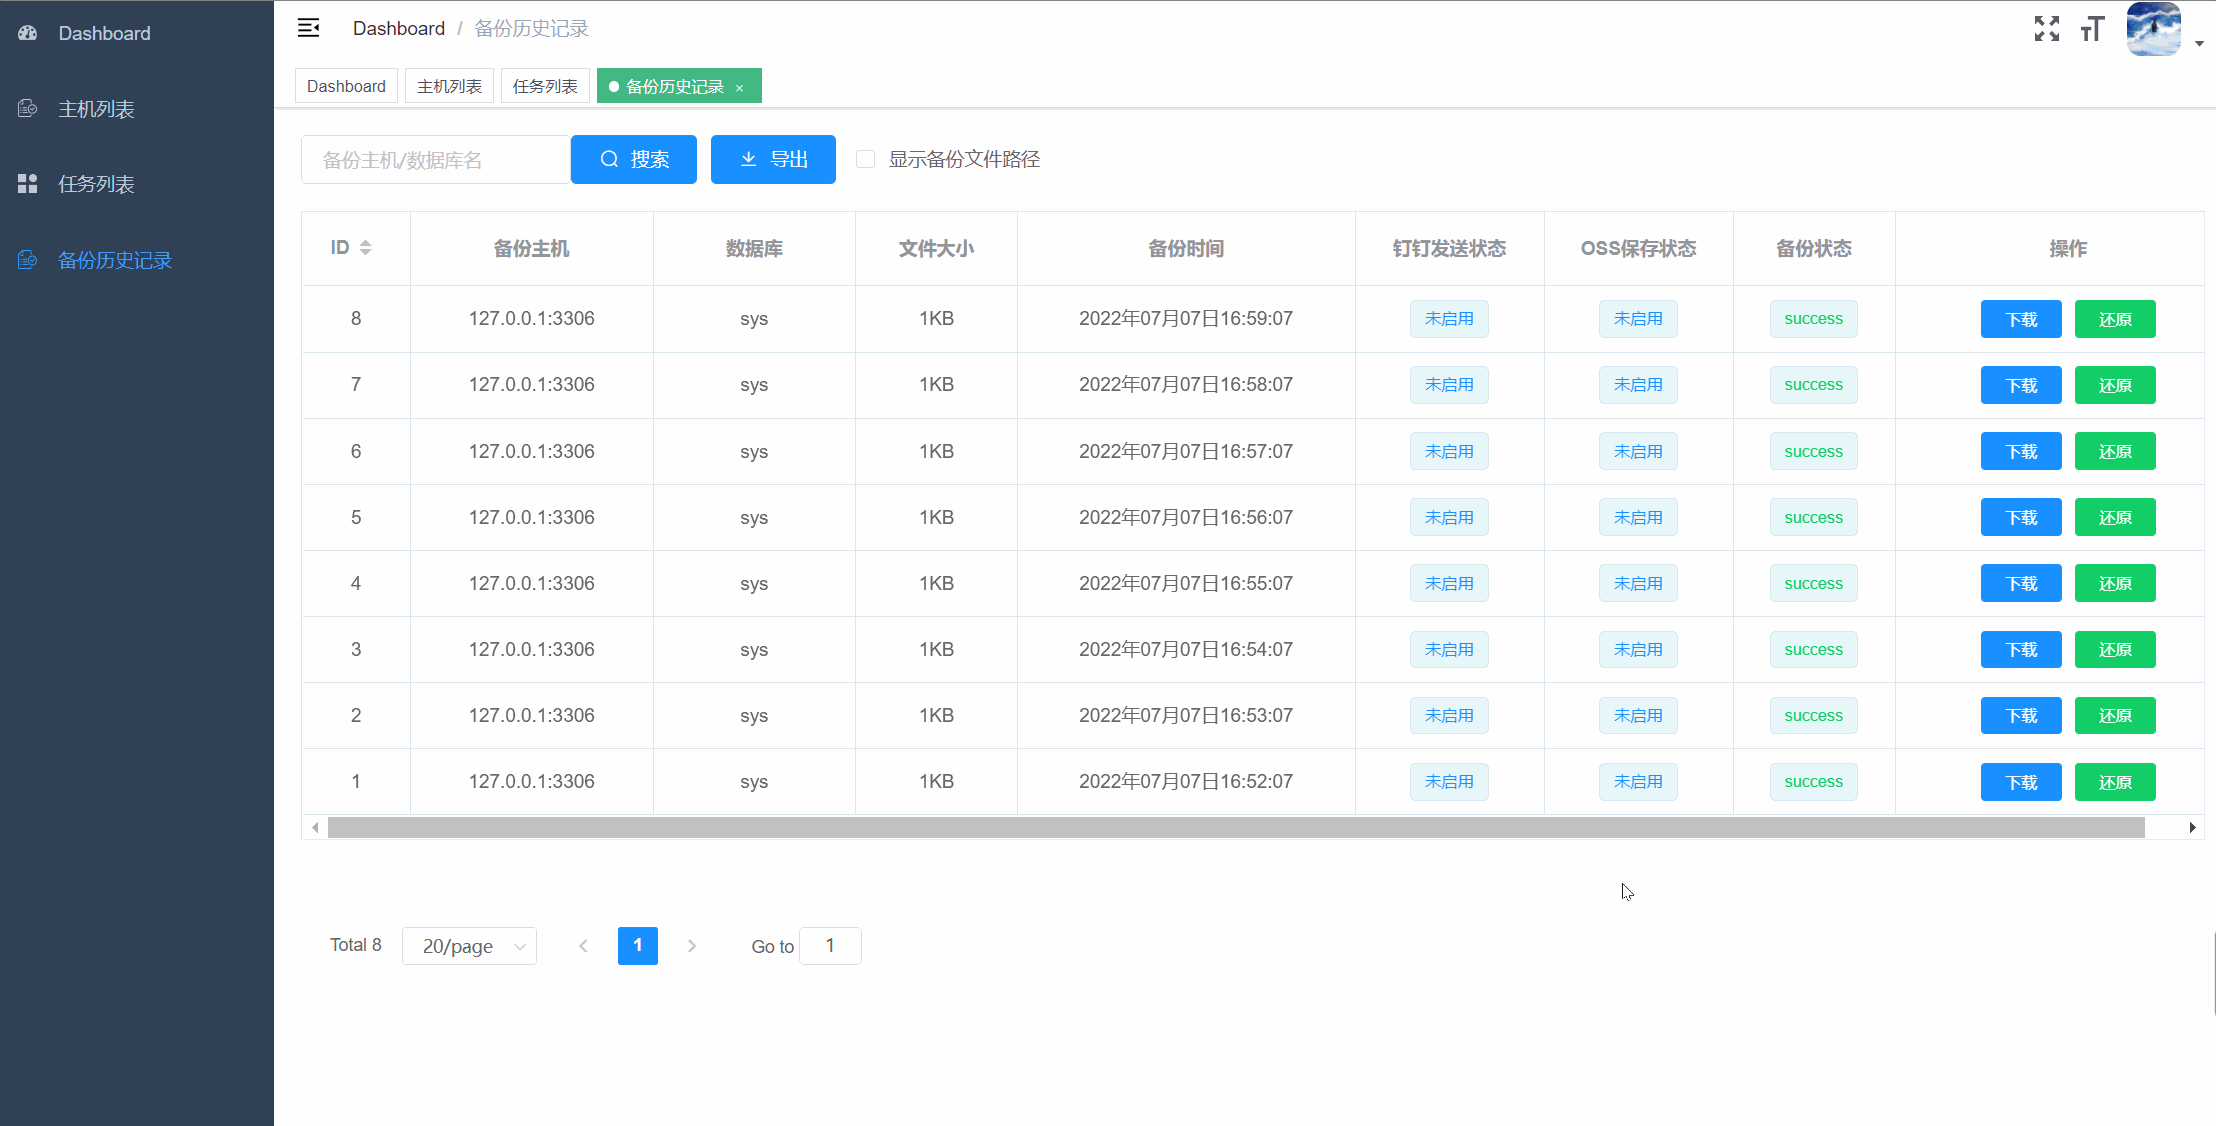 Dashboard
主机列表
任务列表
备份历史记录
Dashboard / 备份历史记录
Dashboard 主机列表 任务列表 备份历史记录 ×
备份主机/数据库名 搜索 导出 显示备份文件路径
ID 备份主机 数据库 文件大小 备份时间 钉钉发送状态 OSS保存状态 备份状态 操作
8 127.0.0.1:3306 sys 1KB 2022年07月07日16:59:07 未启用 未启用 success 下载 还原
7 127.0.0.1:3306 sys 1KB 2022年07月07日16:58:07 未启用 未启用 success 下载 还原
6 127.0.0.1:3306 sys 1KB 2022年07月07日16:57:07 未启用 未启用 success 下载 还原
5 127.0.0.1:3306 sys 1KB 2022年07月07日16:56:07 未启用 未启用 success 下载 还原
4 127.0.0.1:3306 sys 1KB 2022年07月07日16:55:07 未启用 未启用 success 下载 还原
3 127.0.0.1:3306 sys 1KB 2022年07月07日16:54:07 未启用 未启用 success 下载 还原
2 127.0.0.1:3306 sys 1KB 2022年07月07日16:53:07 未启用 未启用 success 下载 还原
1 127.0.0.1:3306 sys 1KB 2022年07月07日16:52:07 未启用 未启用 success 下载 还原
Total 8 20/page 1 Go to 1